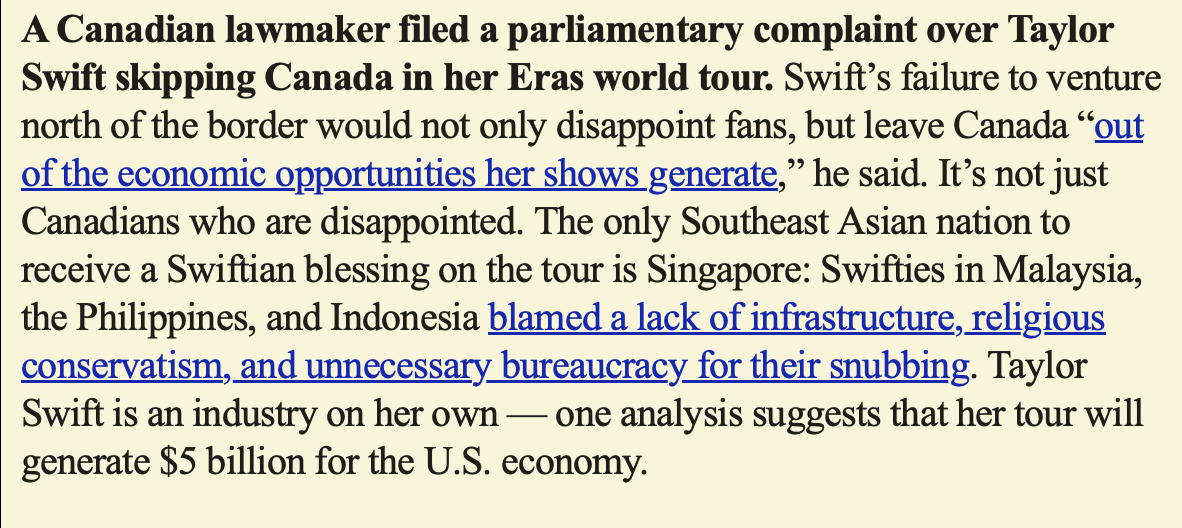 A Canadian lawmaker filed a parliamentary complaint over Taylor
Swift skipping Canada in her Eras world tour. Swift’s failure to venture
north of the border would not only disappoint fans, but leave Canada “out
of the economic opportunities her shows generate,” he said. It’s not just
Canadians who are disappointed. The only Southeast Asian nation to
receive a Swiftian blessing on the tour is Singapore: Swifties in Malaysia,
the Philippines, and Indonesia blamed a lack of infrastructure, religious
conservatism, and unnecessary bureaucracy for their snubbing. Taylor
Swift is an industry on her own — one analysis suggests that her tour will
generate $5 billion for the U.S. economy.